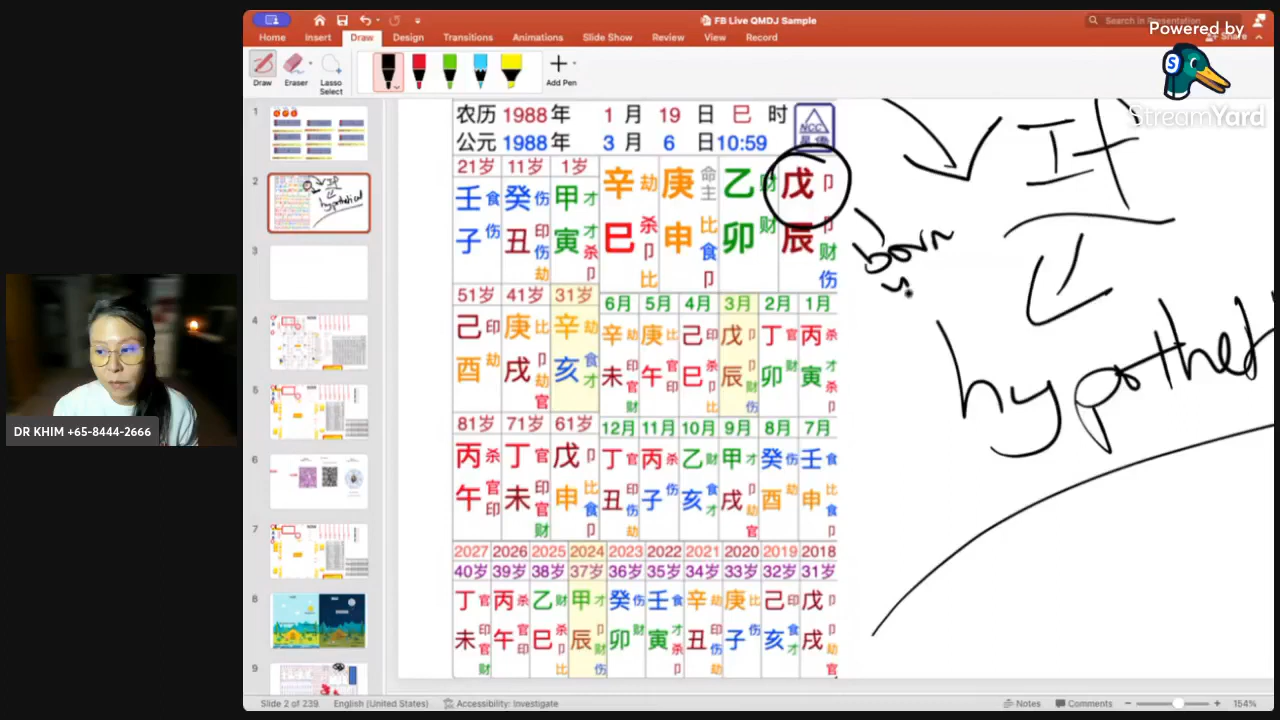 FB Live QMDJ Sample
Search in Presentation
Powered by
StreamYard
Home Insert Draw Design Transitions Animations Slide Show Review View Record Share
Draw Eraser Lasso Select Add Pen
农历 1988 年 1 月 19 日 巳 时
公元 1988 年 3 月 6 日 10:59
NCC
21岁 11岁 1岁
壬 食 癸 伤 甲 才 辛 劫 庚 命主 乙 财 戊 卩
子 伤 丑 印 伤 劫 寅 才 杀 卩 巳 杀 卩 比 申 比 食 卩 卯 财 辰 卩 财 伤
51岁 41岁 31岁 6月 5月 4月 3月 2月 1月
己 印 庚 比 辛 劫 辛 劫 庚 比 己 印 戊 卩 丁 官 丙 杀
酉 劫 戌 卩 劫 官 亥 食 才 未 印 官 财 午 官 印 巳 杀 卩 比 辰 卩 财 伤 卯 财 寅 才 杀 卩
81岁 71岁 61岁 12月 11月 10月 9月 8月 7月
丙 杀 丁 官 戊 卩 丁 官 丙 杀 乙 财 甲 才 癸 伤 壬 食
午 官 印 未 印 官 财 申 比 食 卩 丑 印 伤 劫 子 伤 亥 食 才 戌 卩 劫 官 酉 劫 申 比 食 卩
2027 2026 2025 2024 2023 2022 2021 2020 2019 2018
40岁 39岁 38岁 37岁 36岁 35岁 34岁 33岁 32岁 31岁
丁 官 丙 杀 乙 财 甲 才 癸 伤 壬 食 辛 劫 庚 比 己 印 戊 卩
未 印 官 财 午 官 印 巳 杀 卩 比 辰 卩 财 伤 卯 财 寅 才 杀 卩 丑 印 伤 劫 子 伤 亥 食 才 戌 卩 劫 官
IF
born
hypothet
1
2
3
4
5
6
7
8
9
DR KHIM +65-8444-2666
Slide 2 of 239 English (United States) Accessibility: Investigate Notes Comments 154%